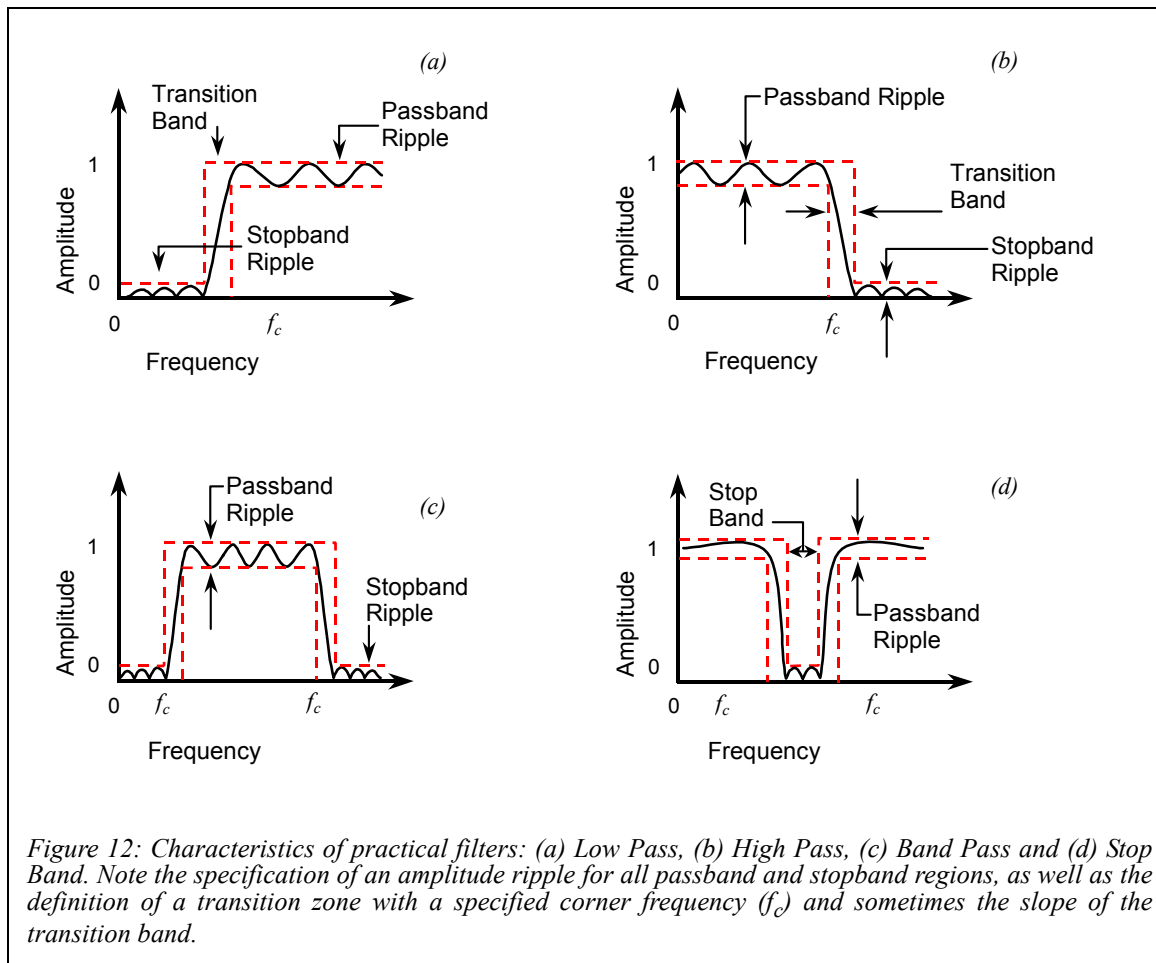 (a)
Transition
Band
Passband
Ripple
1
Stopband
Ripple
0
Amplitude
0
f_c
Frequency
(b)
Passband Ripple
1
Transition
Band
Stopband
Ripple
0
Amplitude
0
f_c
Frequency
(c)
Passband
Ripple
1
Stopband
Ripple
0
Amplitude
0
f_c
f_c
Frequency
(d)
Stop
Band
1
Passband
Ripple
0
Amplitude
0
f_c
f_c
Frequency
Figure 12: Characteristics of practical filters: (a) Low Pass, (b) High Pass, (c) Band Pass and (d) Stop
Band. Note the specification of an amplitude ripple for all passband and stopband regions, as well as the
definition of a transition zone with a specified corner frequency (f_c) and sometimes the slope of the
transition band.